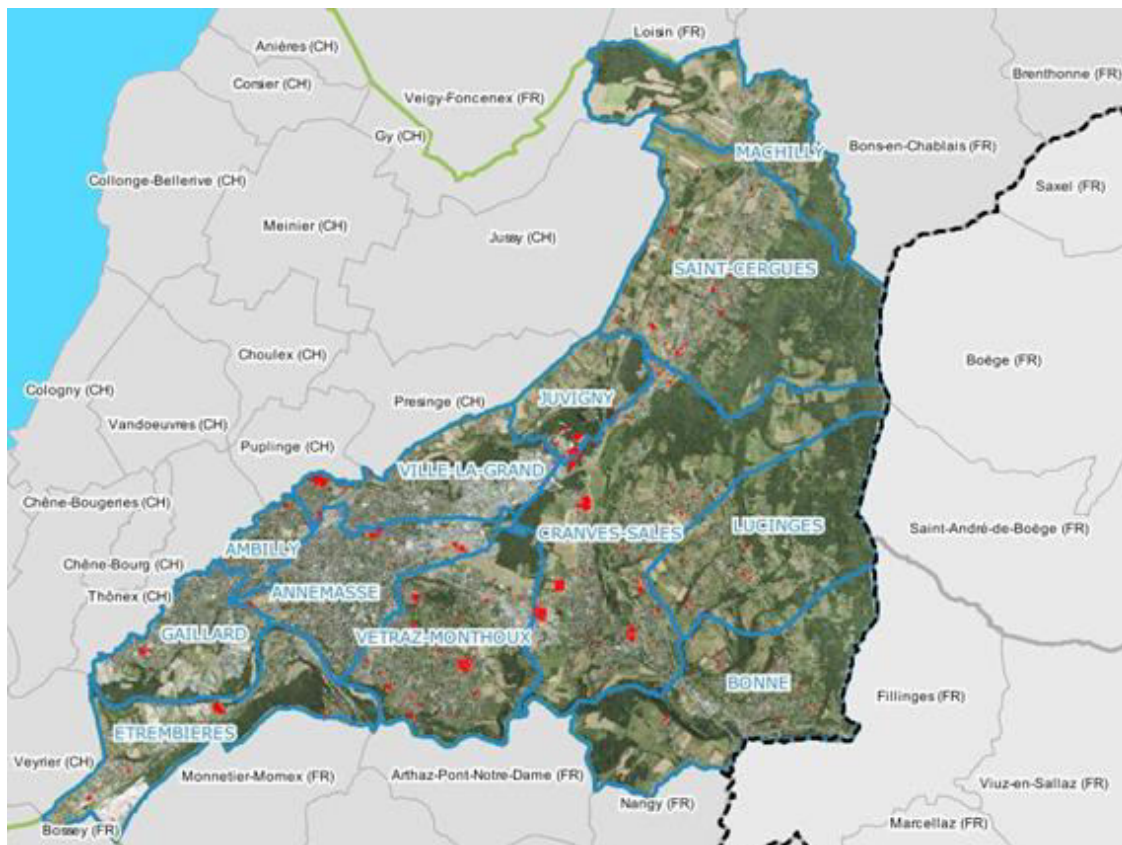 Loisin (FR)
Anières (CH)
Brenthonne (FR)
Corsier (CH)
Veigy-Foncenex (FR)
Gy (CH)
Bons-en-Chablais (FR)
MACHILLY
Collonge-Bellerive (CH)
Saxel (FR)
Meinier (CH)
Jussy (CH)
SAINT-CERGUES
Choulex (CH)
Boëge (FR)
Cologny (CH)
Presinge (CH)
JUVIGNY
Vandoeuvres (CH)
Puplinge (CH)
VILLE-LA-GRAND
Chêne-Bougeries (CH)
LUCINGES
Saint-André-de-Boëge (FR)
CRANVES-SALES
AMBILLY
Chêne-Bourg (CH)
ANNEMASSE
Thônex (CH)
GAILLARD
VETRAZ-MONTHOUX
BONNE
Fillinges (FR)
ETREMBIERES
Veyrier (CH)
Monnetier-Mornex (FR)
Arthaz-Pont-Notre-Dame (FR)
Viuz-en-Sallaz (FR)
Nangy (FR)
Marcellaz (FR)
Bossey (FR)